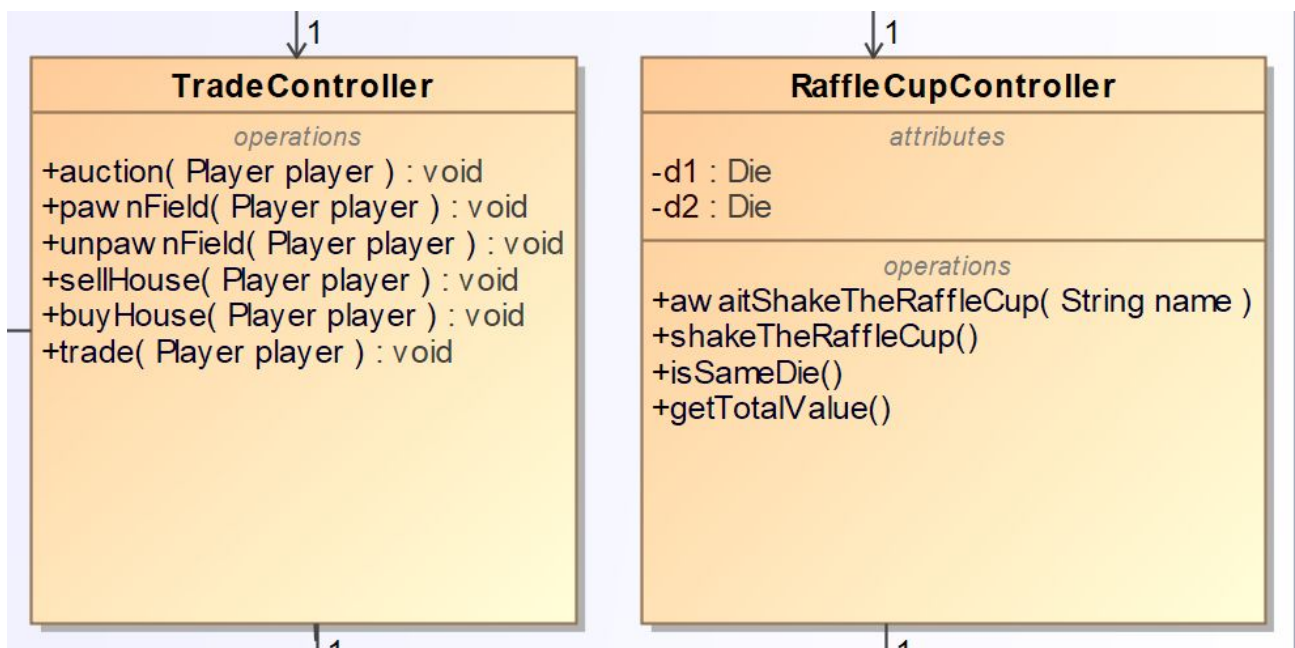 1
TradeController
operations
+auction( Player player ) : void
+pawnField( Player player ) : void
+unpawnField( Player player ) : void
+sellHouse( Player player ) : void
+buyHouse( Player player ) : void
+trade( Player player ) : void
1
1
RaffleCupController
attributes
-d1 : Die
-d2 : Die
operations
+awaitShakeTheRaffleCup( String name )
+shakeTheRaffleCup()
+isSameDie()
+getTotalValue()
1